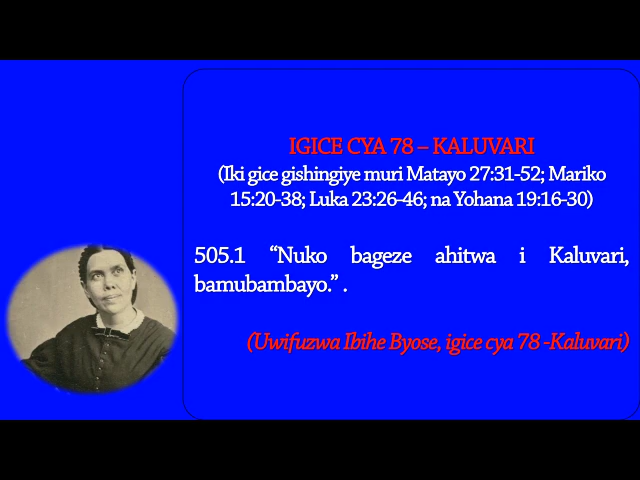 IGICE CYA 78 – KALUVARI
(Iki gice gishingiye muri Matayo 27:31-52; Mariko
15:20-38; Luka 23:26-46; na Yohana 19:16-30)
505.1 “Nuko bageze ahitwa i Kaluvari,
bamubambayo.” .
(Uwifuzwa Ibihe Byose, igice cya 78 -Kaluvari)